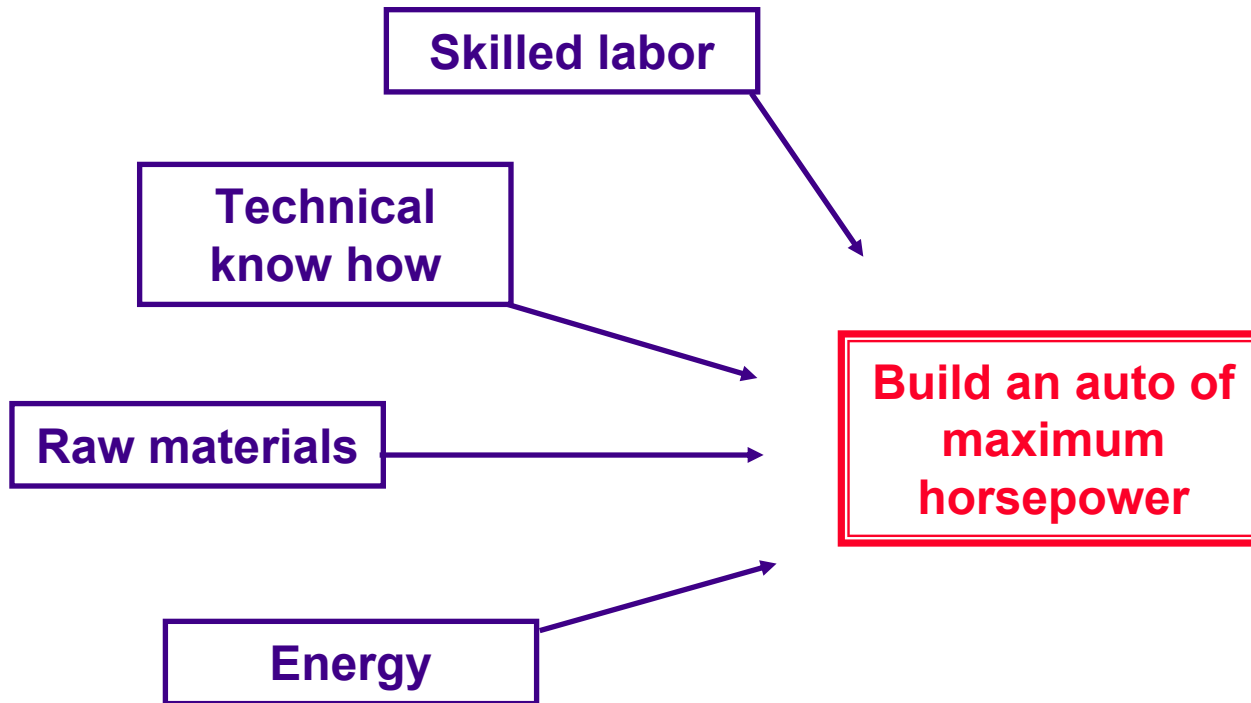 Skilled labor
Technical
know how
Raw materials
Energy
Build an auto of
maximum
horsepower